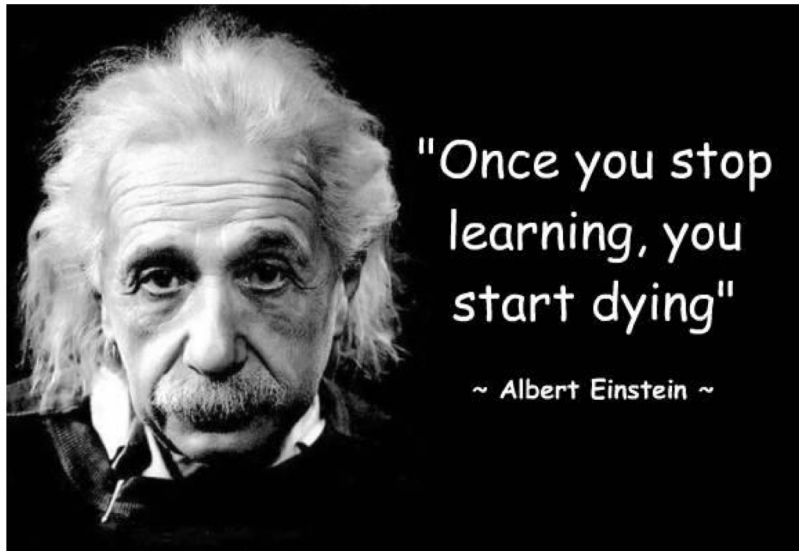 "Once you stop
learning, you
start dying"
~ Albert Einstein ~